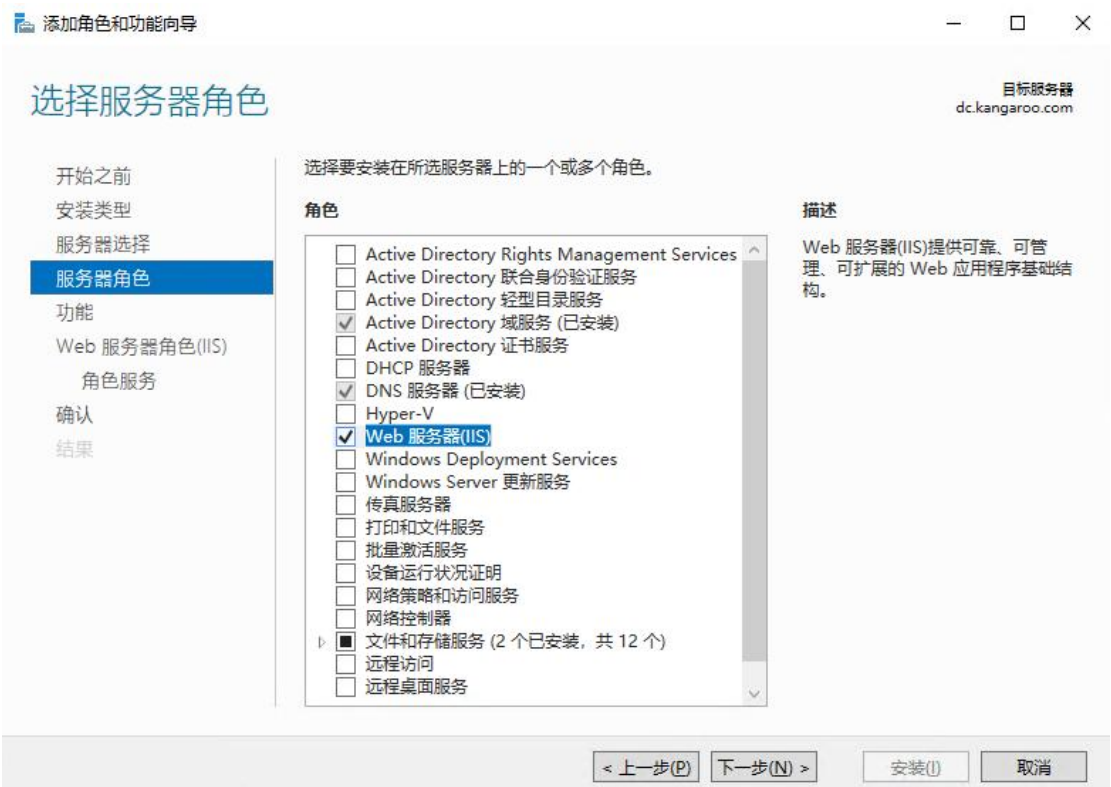 添加角色和功能向导
选择服务器角色
目标服务器
dc.kangaroo.com
开始之前
安装类型
服务器选择
服务器角色
功能
Web 服务器角色(IIS)
角色服务
确认
结果
选择要安装在所选服务器上的一个或多个角色。
角色
Active Directory Rights Management Services
Active Directory 联合身份验证服务
Active Directory 轻型目录服务
Active Directory 域服务 (已安装)
Active Directory 证书服务
DHCP 服务器
DNS 服务器 (已安装)
Hyper-V
Web 服务器(IIS)
Windows Deployment Services
Windows Server 更新服务
传真服务器
打印和文件服务
批量激活服务
设备运行状况证明
网络策略和访问服务
网络控制器
文件和存储服务 (2 个已安装，共 12 个)
远程访问
远程桌面服务
描述
Web 服务器(IIS)提供可靠、可管
理、可扩展的 Web 应用程序基础结
构。
< 上一步(P)
下一步(N) >
安装(I)
取消